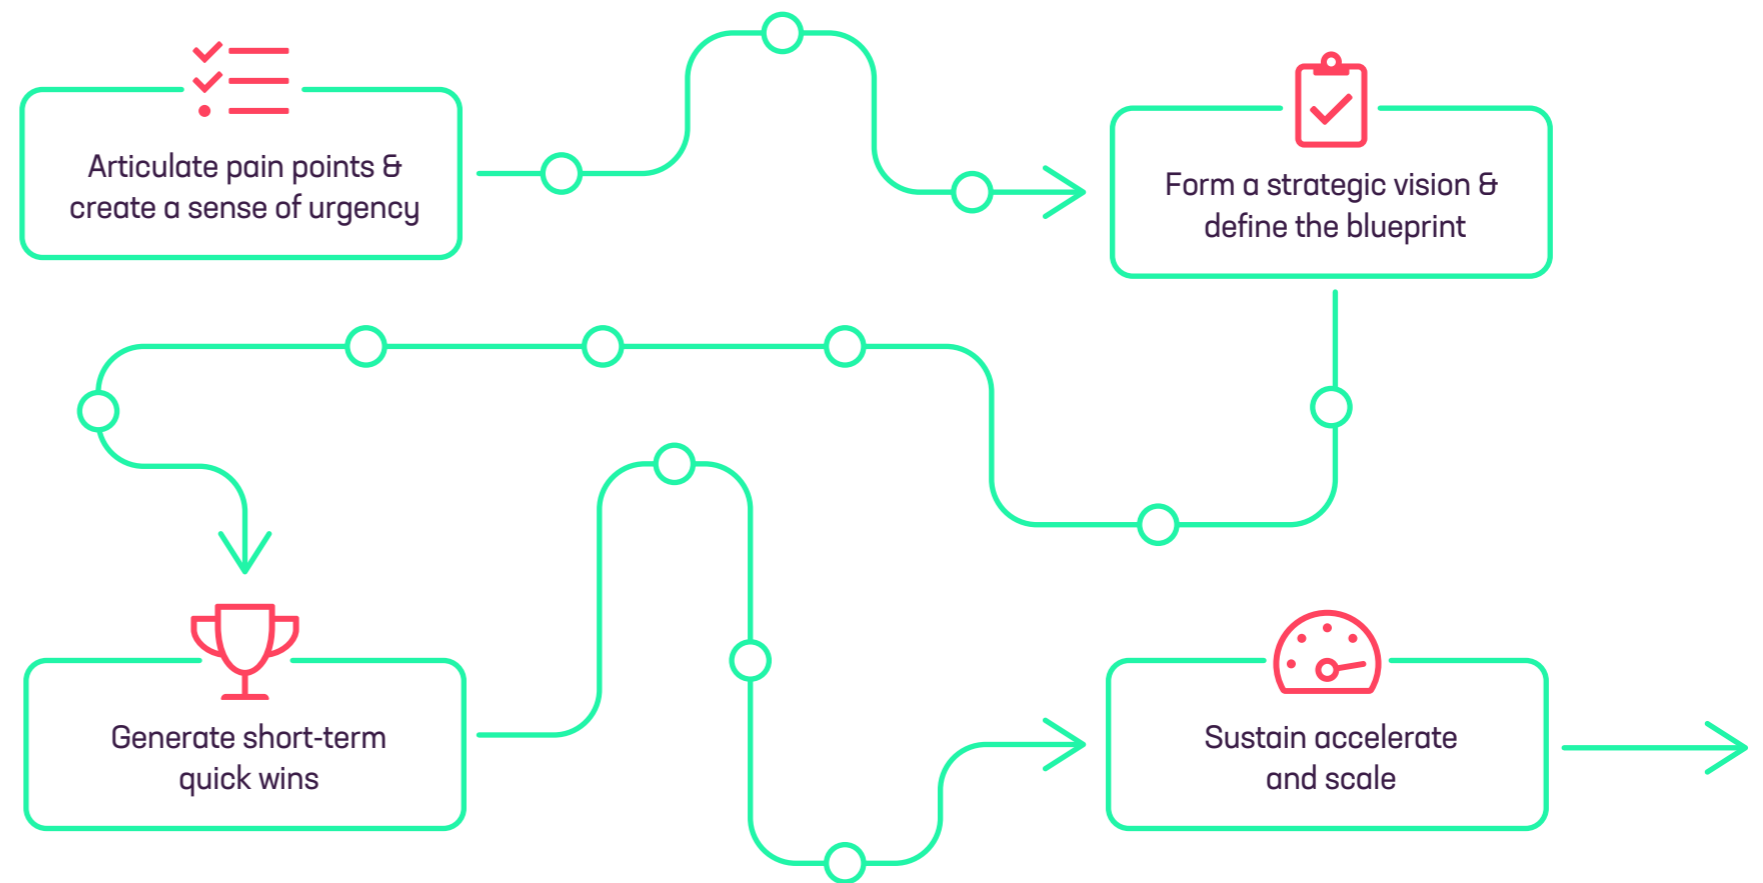 Articulate pain points &
create a sense of urgency
Form a strategic vision &
define the blueprint
Generate short-term
quick wins
Sustain accelerate
and scale